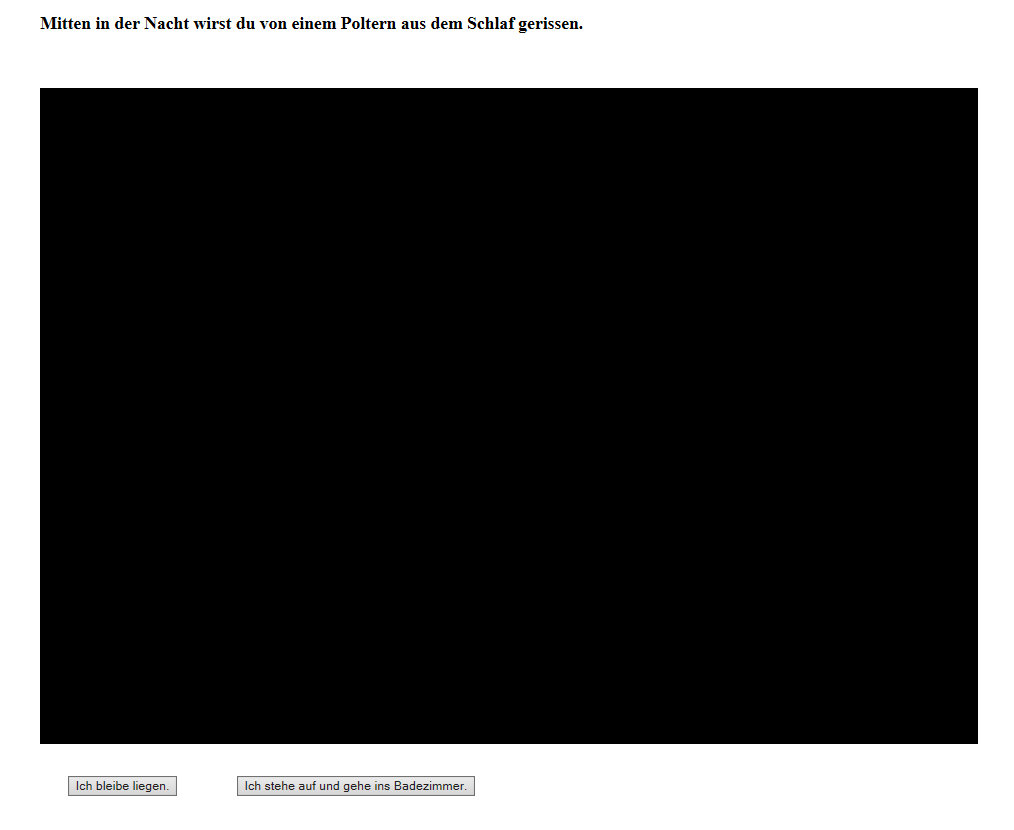 Mitten in der Nacht wirst du von einem Poltern aus dem Schlaf gerissen.
Ich bleibe liegen.
Ich stehe auf und gehe ins Badezimmer.